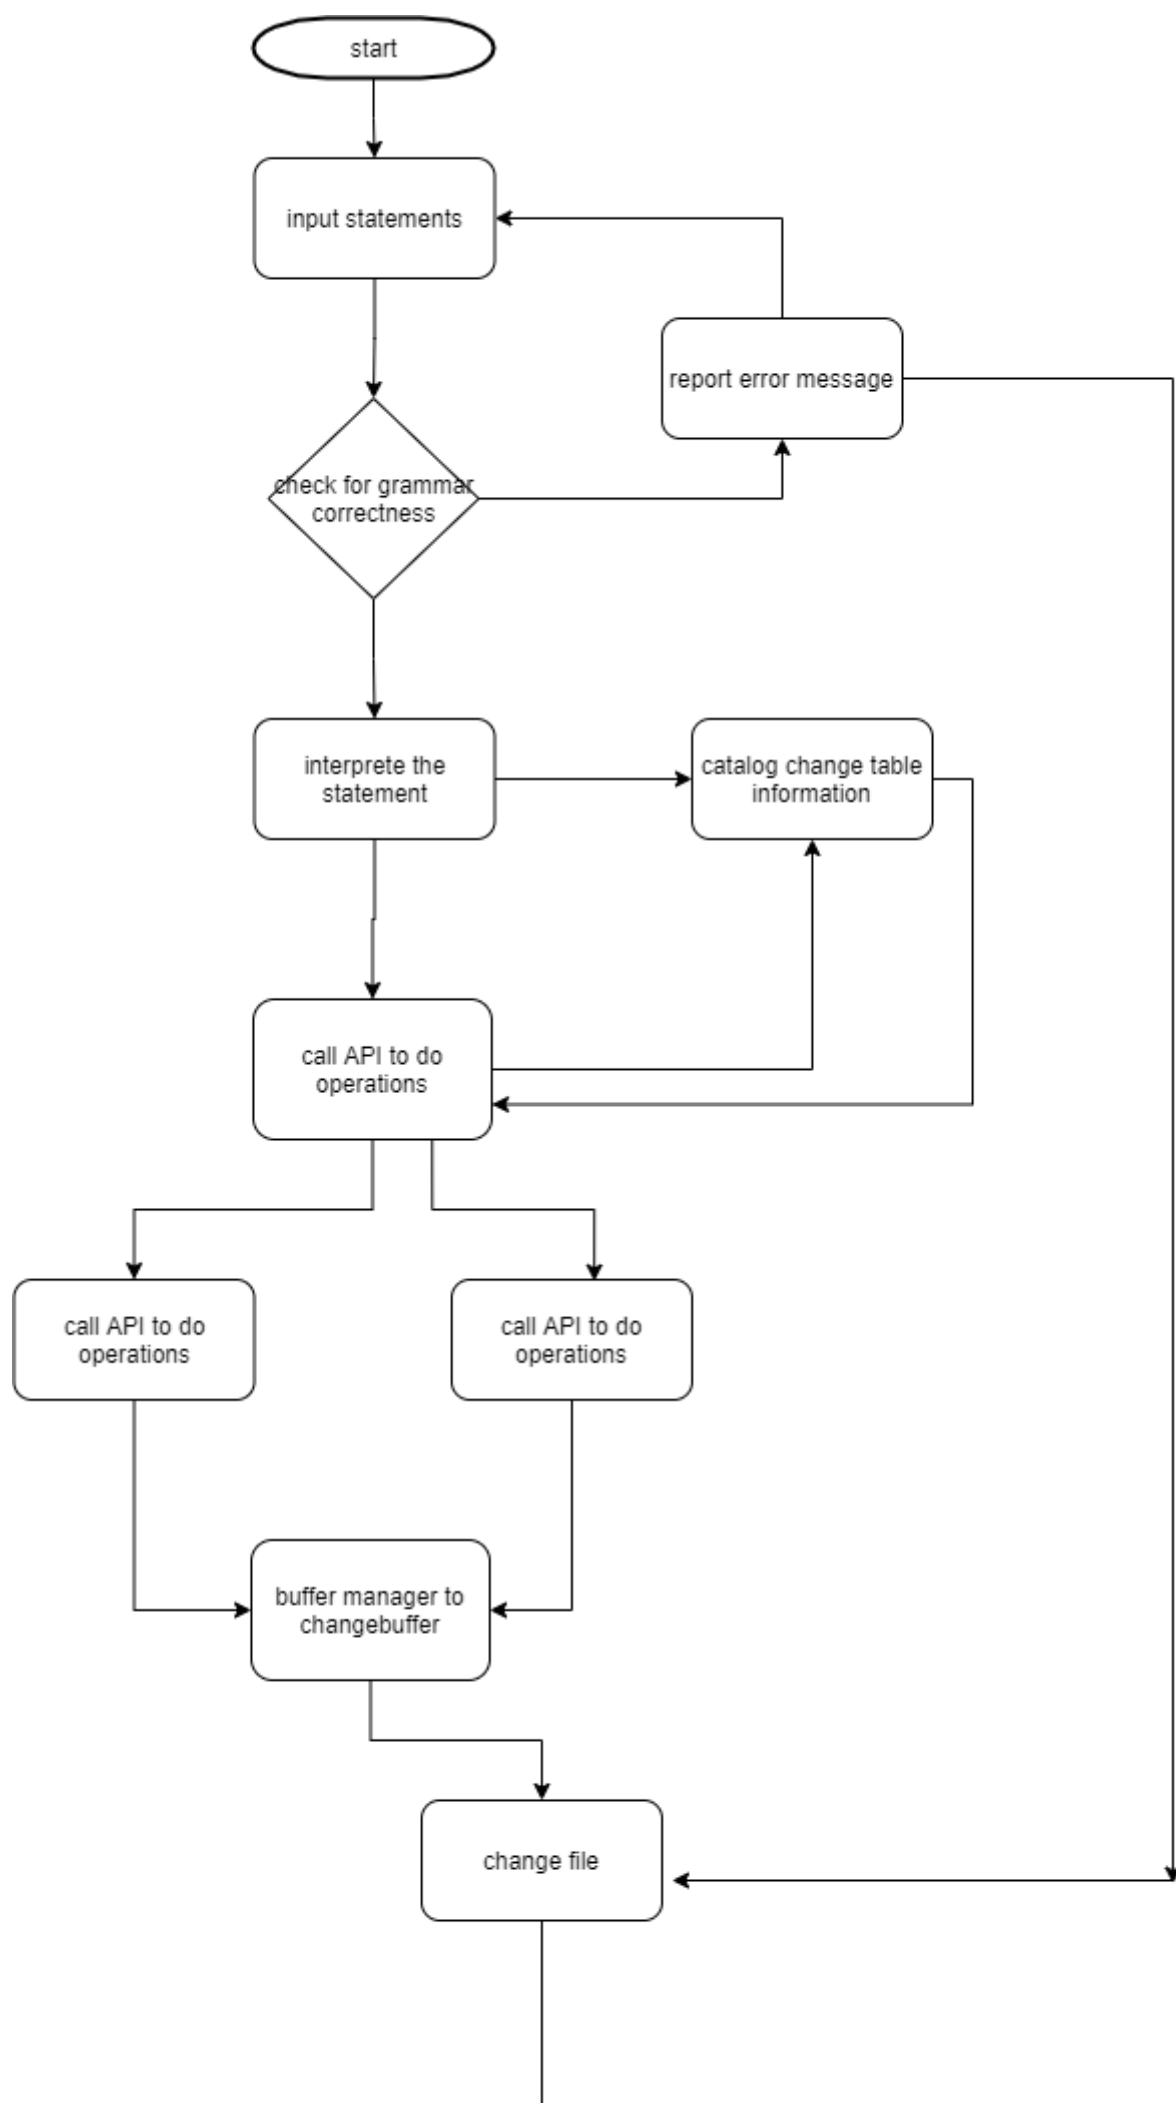 start
input statements
report error message
check for grammar
correctness
interprete the
statement
catalog change table
information
call API to do
operations
call API to do
operations
call API to do
operations
buffer manager to
changebuffer
change file